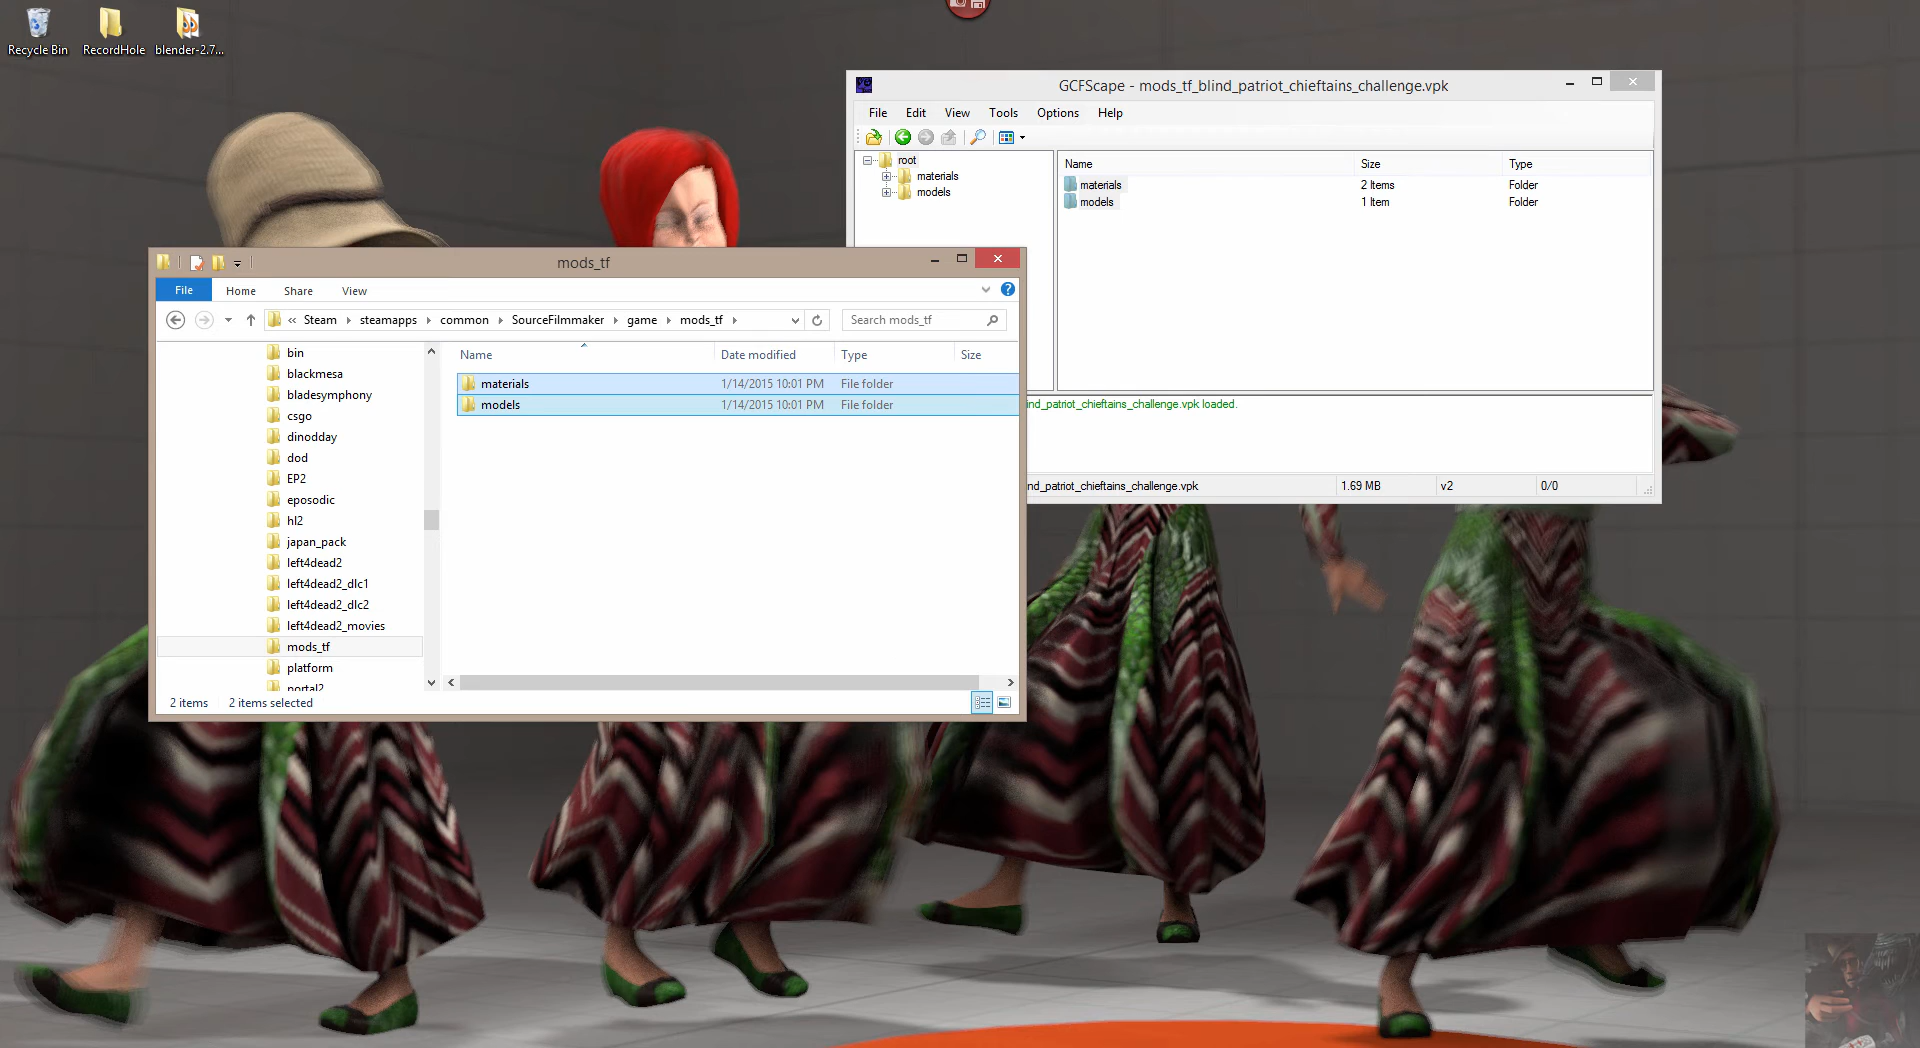 Recycle Bin
RecordHole
blender-2.7...
GCFScape - mods_tf_blind_patriot_chieftains_challenge.vpk
File Edit View Tools Options Help
root
materials
models
Name Size Type
materials 2 Items Folder
models 1 Item Folder
ind_patriot_chieftains_challenge.vpk loaded.
nd_patriot_chieftains_challenge.vpk 1.69 MB v2 0/0
mods_tf
File Home Share View
« Steam steamapps common SourceFilmmaker game mods_tf
Search mods_tf
bin
blackmesa
bladesymphony
csgo
dinodday
dod
EP2
eposodic
hl2
japan_pack
left4dead2
left4dead2_dlc1
left4dead2_dlc2
left4dead2_movies
mods_tf
platform
portal2
Name Date modified Type Size
materials 1/14/2015 10:01 PM File folder
models 1/14/2015 10:01 PM File folder
2 items 2 items selected